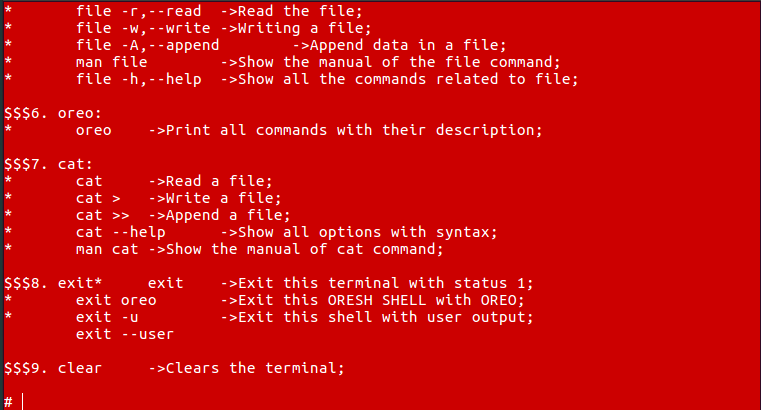 *       file -r,--read  ->Read the file;
*       file -w,--write ->Writing a file;
*       file -A,--append        ->Append data in a file;
*       man file        ->Show the manual of the file command;
*       file -h,--help  ->Show all the commands related to file;
$$$6. oreo:
*       oreo    ->Print all commands with their description;
$$$7. cat:
*       cat     ->Read a file;
*       cat >   ->Write a file;
*       cat >>  ->Append a file;
*       cat --help      ->Show all options with syntax;
*       man cat ->Show the manual of cat command;
$$$8. exit*     exit    ->Exit this terminal with status 1;
*       exit oreo       ->Exit this ORESH SHELL with OREO;
*       exit -u         ->Exit this shell with user output;
        exit --user
$$$9. clear     ->Clears the terminal;
#